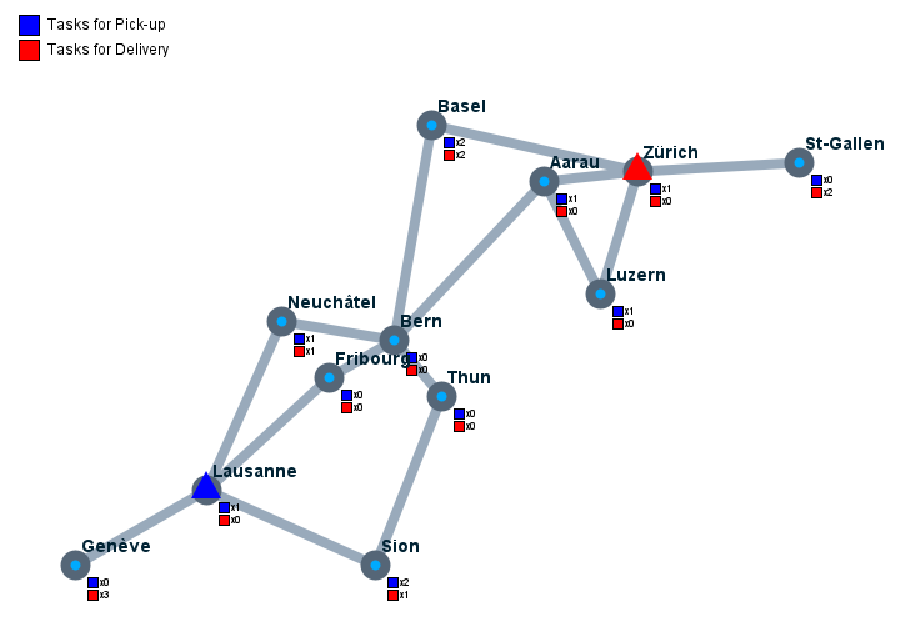 Tasks for Pick-up
Tasks for Delivery
Basel
x2
x2
Aarau
x1
x0
Zürich
x1
x0
St-Gallen
x0
x2
Luzern
x1
x0
Neuchâtel
x1
x1
Bern
x0
x0
Fribourg
x0
x0
Thun
x0
x0
Lausanne
x1
x0
Genève
x0
x3
Sion
x2
x1